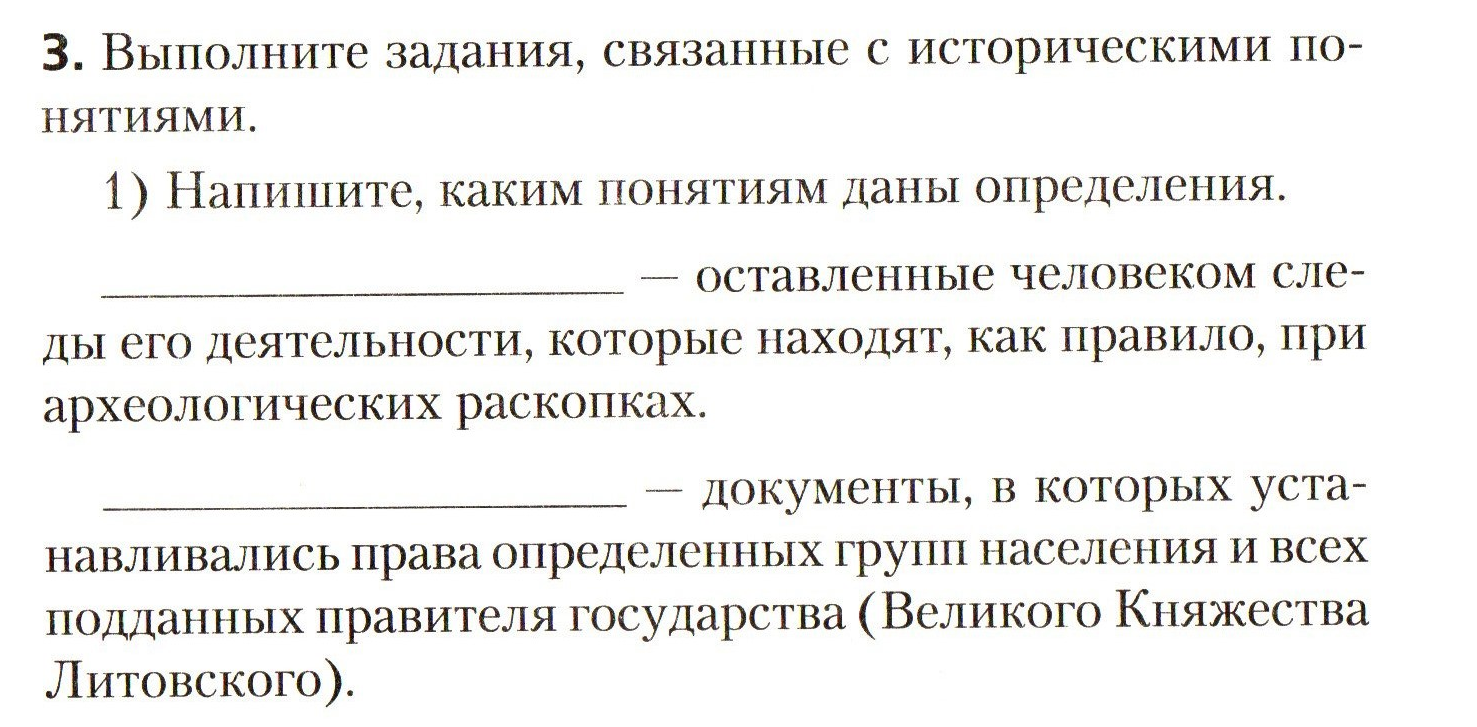 3. Выполните задания, связанные с историческими по-
нятиями.
1) Напишите, каким понятиям даны определения.
— оставленные человеком сле-
ды его деятельности, которые находят, как правило, при
археологических раскопках.
— документы, в которых уста-
навливались права определенных групп населения и всех
подданных правителя государства (Великого Княжества
Литовского).